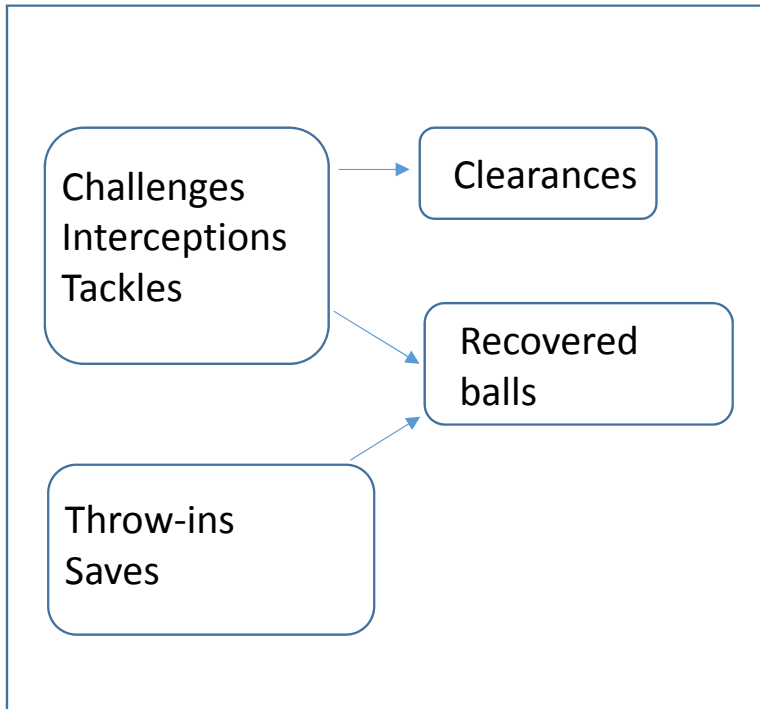 Challenges
Interceptions
Tackles
Clearances
Recovered
balls
Throw-ins
Saves